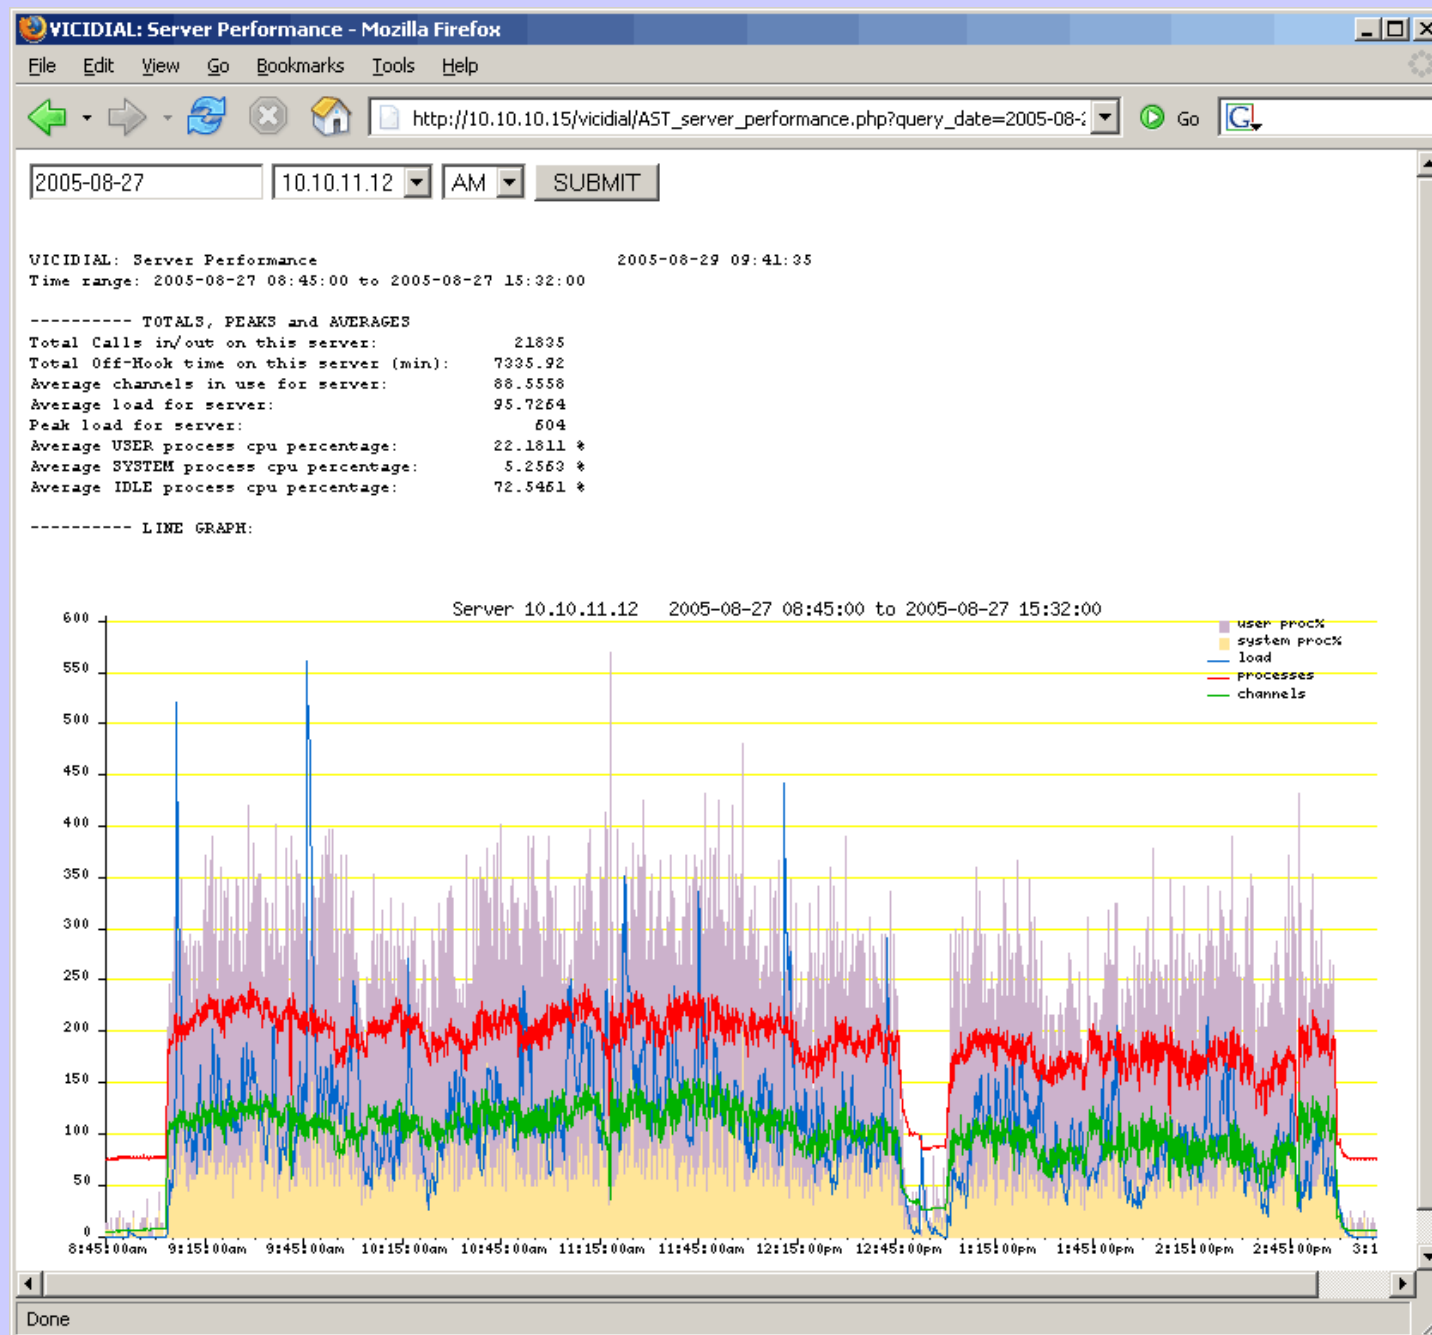 VICIDIAL: Server Performance - Mozilla Firefox
File Edit View Go Bookmarks Tools Help
http://10.10.10.15/vicidial/AST_server_performance.php?query_date=2005-08-2 Go G
2005-08-27 10.10.11.12 AM SUBMIT
VICIDIAL: Server Performance 2005-08-29 09:41:35
Time range: 2005-08-27 08:45:00 to 2005-08-27 15:32:00
---------- TOTALS, PEAKS and AVERAGES
Total Calls in/out on this server: 21835
Total Off-Hook time on this server (min): 7335.92
Average channels in use for server: 88.5558
Average load for server: 95.7264
Peak load for server: 604
Average USER process cpu percentage: 22.1811 %
Average SYSTEM process cpu percentage: 5.2563 %
Average IDLE process cpu percentage: 72.5461 %
---------- LINE GRAPH:
Server 10.10.11.12 2005-08-27 08:45:00 to 2005-08-27 15:32:00
user proc%
system proc%
load
processes
channels
600
550
500
450
400
350
300
250
200
150
100
50
0
8:45:00am 9:15:00am 9:45:00am 10:15:00am 10:45:00am 11:15:00am 11:45:00am 12:15:00pm 12:45:00pm 1:15:00pm 1:45:00pm 2:15:00pm 2:45:00pm 3:1
Done